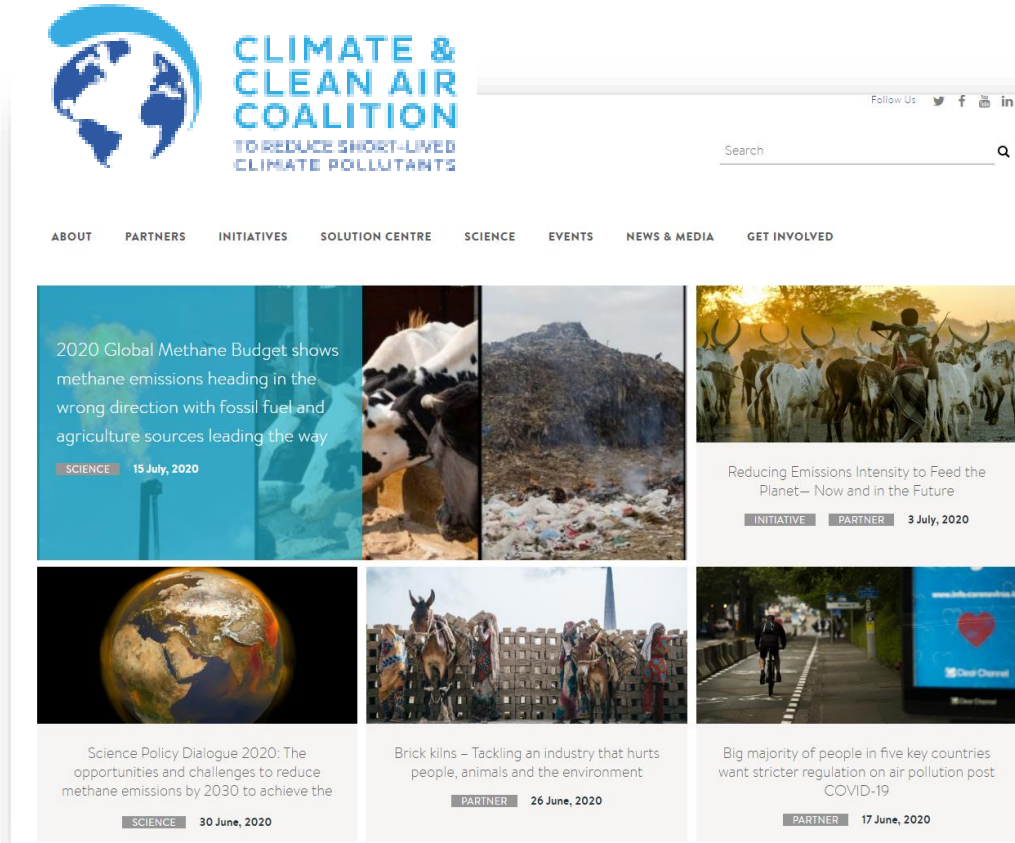 CLIMATE &
CLEAN AIR
COALITION
TO REDUCE SHORT-LIVED
CLIMATE POLLUTANTS
Follow Us
Search
ABOUT PARTNERS INITIATIVES SOLUTION CENTRE SCIENCE EVENTS NEWS & MEDIA GET INVOLVED
2020 Global Methane Budget shows
methane emissions heading in the
wrong direction with fossil fuel and
agriculture sources leading the way
SCIENCE 15 July, 2020
Reducing Emissions Intensity to Feed the
Planet— Now and in the Future
INITIATIVE PARTNER 3 July, 2020
Science Policy Dialogue 2020: The
opportunities and challenges to reduce
methane emissions by 2030 to achieve the
SCIENCE 30 June, 2020
Brick kilns – Tackling an industry that hurts
people, animals and the environment
PARTNER 26 June, 2020
Clear Channel
Big majority of people in five key countries
want stricter regulation on air pollution post
COVID-19
PARTNER 17 June, 2020